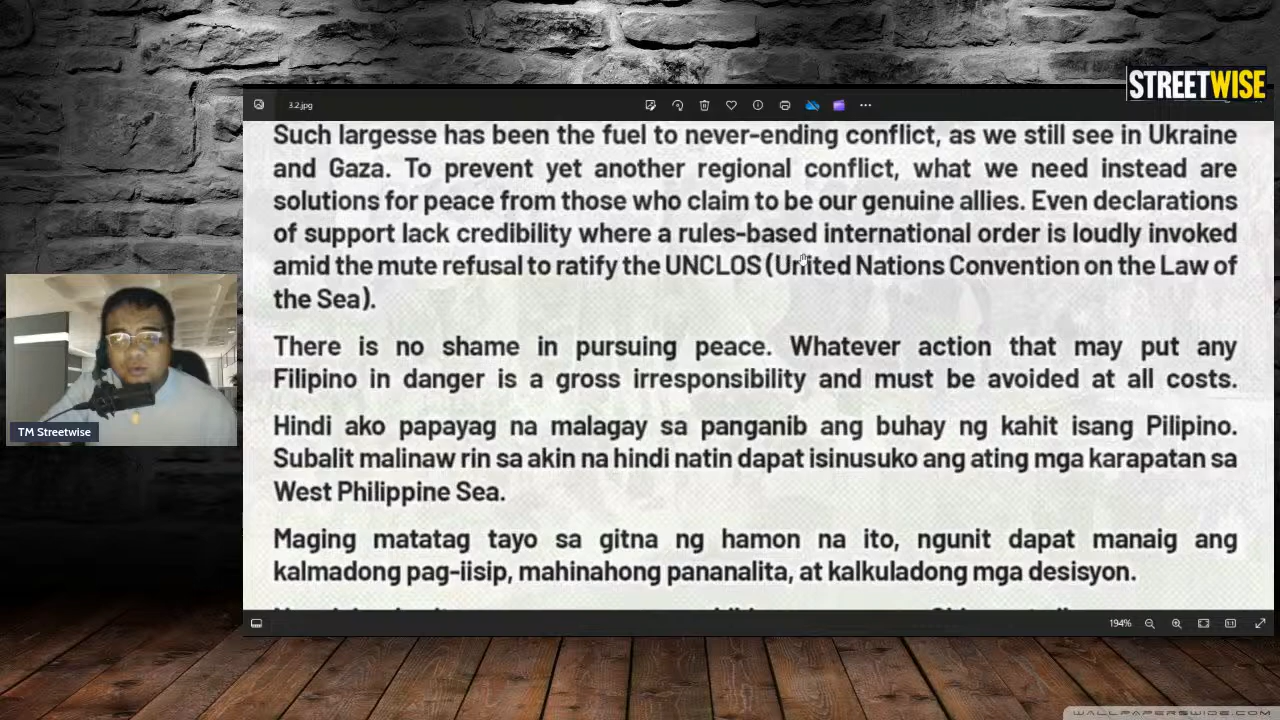 STREETWISE
3.2.jpg
Such largesse has been the fuel to never-ending conflict, as we still see in Ukraine
and Gaza. To prevent yet another regional conflict, what we need instead are
solutions for peace from those who claim to be our genuine allies. Even declarations
of support lack credibility where a rules-based international order is loudly invoked
amid the mute refusal to ratify the UNCLOS (United Nations Convention on the Law of
the Sea).
There is no shame in pursuing peace. Whatever action that may put any
Filipino in danger is a gross irresponsibility and must be avoided at all costs.
Hindi ako papayag na malagay sa panganib ang buhay ng kahit isang Pilipino.
Subalit malinaw rin sa akin na hindi natin dapat isinusuko ang ating mga karapatan sa
West Philippine Sea.
Maging matatag tayo sa gitna ng hamon na ito, ngunit dapat manaig ang
kalmadong pag-iisip, mahinahong pananalita, at kalkuladong mga desisyon.
TM Streetwise
194%
WALLPAPERSWIDE.COM